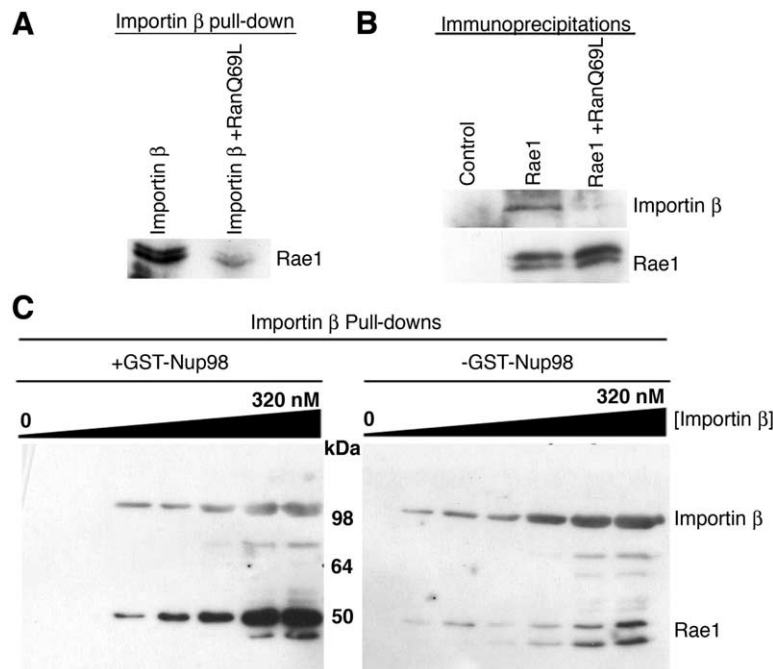 A
Importin β pull-down
Importin β
Importin β +RanQ69L
Rae1
B
Immunoprecipitations
Control
Rae1
Rae1 +RanQ69L
Importin β
Rae1
C
Importin β Pull-downs
+GST-Nup98
-GST-Nup98
0
320 nM
0
320 nM
[Importin β]
kDa
98
64
50
Importin β
Rae1